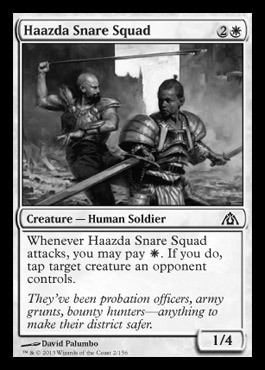 Haazda Snare Squad 2
Creature — Human Soldier
Whenever Haazda Snare Squad
attacks, you may pay . If you do,
tap target creature an opponent
controls.
They've been probation officers, army
grunts, bounty hunters—anything to
make their district safer.
1/4
David Palumbo
™ & © 2013 Wizards of the Coast 2/156